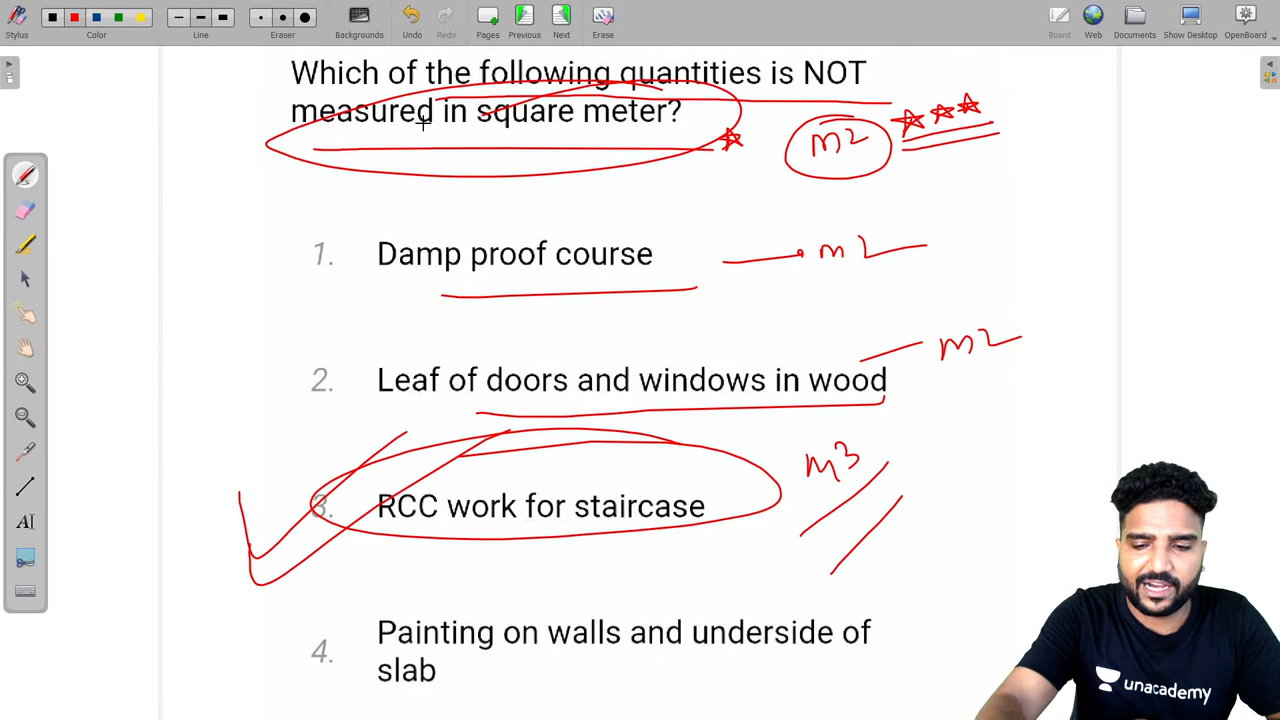 Stylus
Color
Line
Eraser
Backgrounds
Undo
Redo
Pages
Previous
Next
Erase
Board
Web
Documents
Show Desktop
OpenBoard
Which of the following quantities is NOT
measured in square meter?
m2
1. Damp proof course
m2
2. Leaf of doors and windows in wood
m2
3. RCC work for staircase
m3
4. Painting on walls and underside of
slab
AI
unacademy